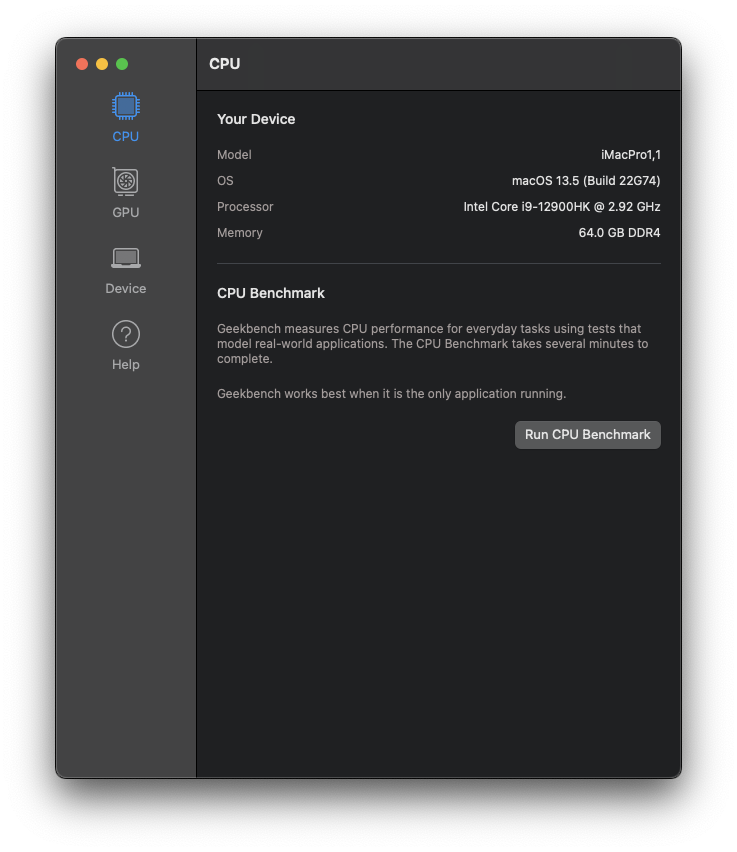 CPU
CPU
GPU
Device
Help
Your Device
Model iMacPro1,1
OS macOS 13.5 (Build 22G74)
Processor Intel Core i9-12900HK @ 2.92 GHz
Memory 64.0 GB DDR4
CPU Benchmark
Geekbench measures CPU performance for everyday tasks using tests that
model real-world applications. The CPU Benchmark takes several minutes to
complete.
Geekbench works best when it is the only application running.
Run CPU Benchmark